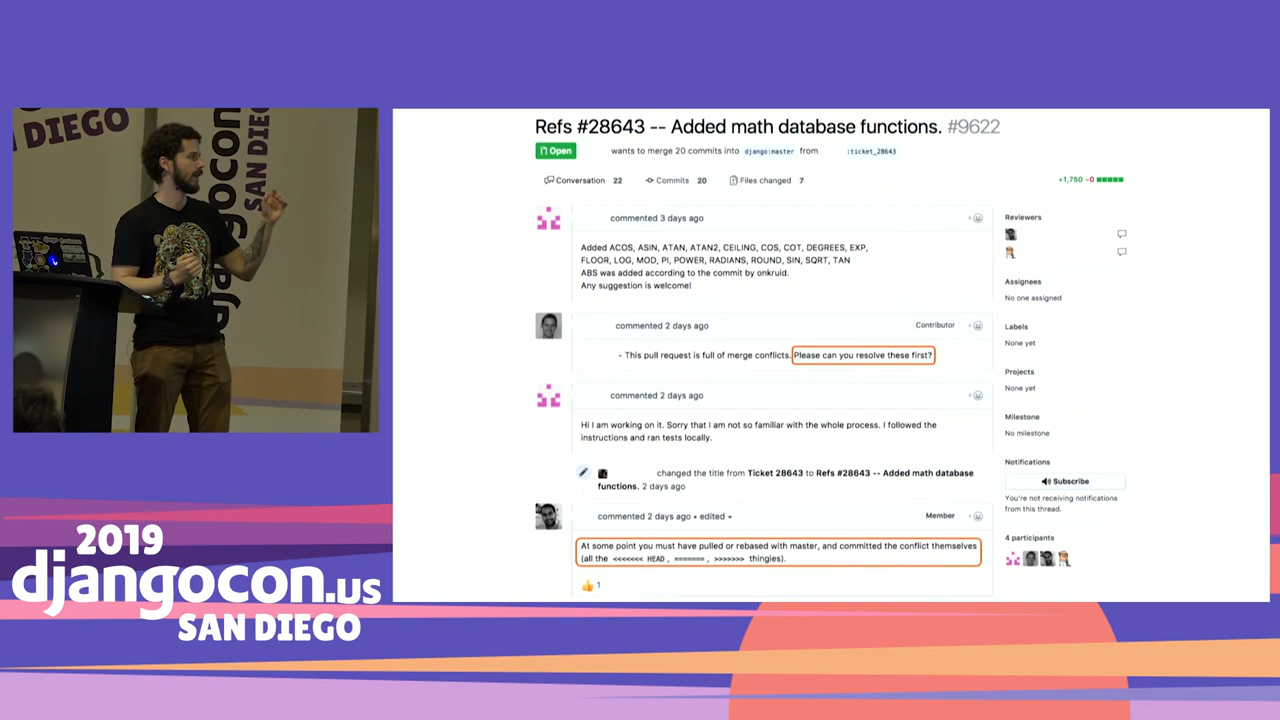 DIEGO
djangocon
SAN DIEGO
2019
djangocon.us
SAN DIEGO
Refs #28643 -- Added math database functions. #9622
Open
wants to merge 20 commits into django:master from :ticket_28643
Conversation 22
Commits 20
Files changed 7
+1,750 −0
commented 3 days ago
Added ACOS, ASIN, ATAN, ATAN2, CEILING, COS, COT, DEGREES, EXP,
FLOOR, LOG, MOD, PI, POWER, RADIANS, ROUND, SIN, SQRT, TAN
ABS was added according to the commit by onkruid.
Any suggestion is welcome!
commented 2 days ago
Contributor
- This pull request is full of merge conflicts. Please can you resolve these first?
commented 2 days ago
Hi I am working on it. Sorry that I am not so familiar with the whole process. I followed the
instructions and ran tests locally.
changed the title from Ticket 28643 to Refs #28643 -- Added math database
functions. 2 days ago
commented 2 days ago • edited
Member
At some point you must have pulled or rebased with master, and committed the conflict themselves
(all the <<<<<<< HEAD , ======= , >>>>>>> thingies).
1
Reviewers
Assignees
No one assigned
Labels
None yet
Projects
None yet
Milestone
No milestone
Notifications
Subscribe
You're not receiving notifications
from this thread.
4 participants